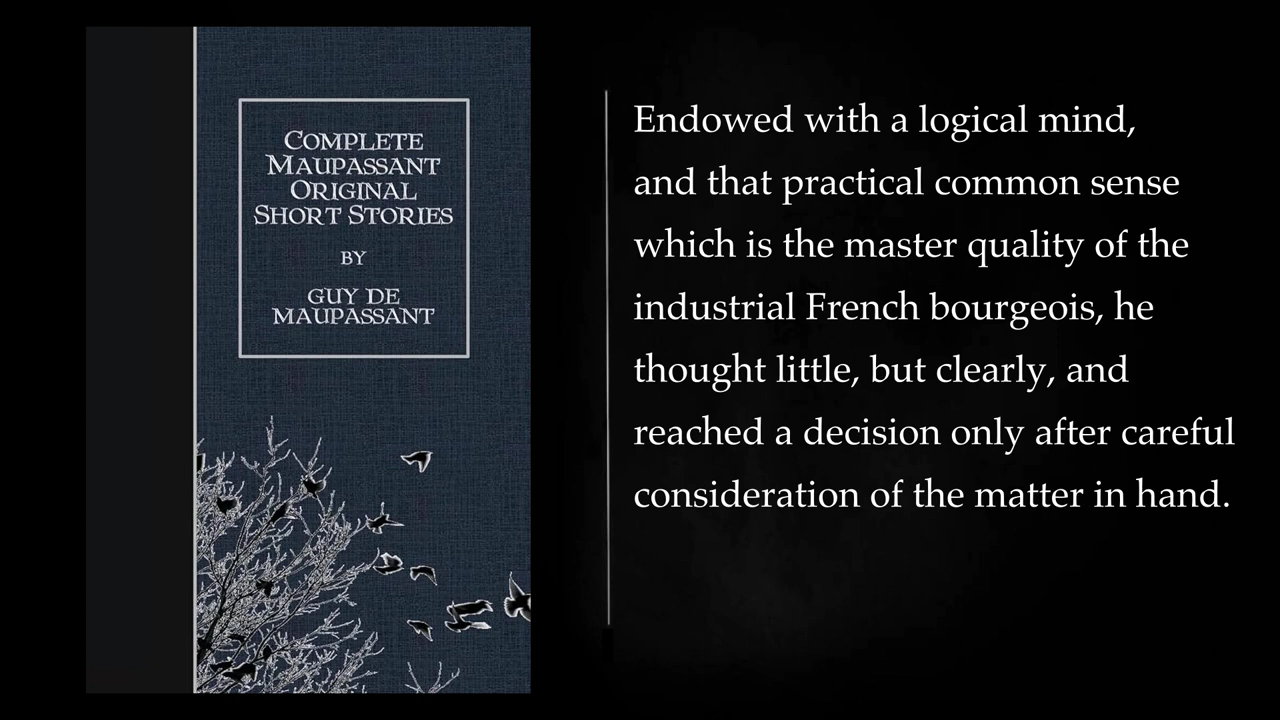 COMPLETE
MAUPASSANT
ORIGINAL
SHORT STORIES
BY
GUY DE
MAUPASSANT
Endowed with a logical mind,
and that practical common sense
which is the master quality of the
industrial French bourgeois, he
thought little, but clearly, and
reached a decision only after careful
consideration of the matter in hand.